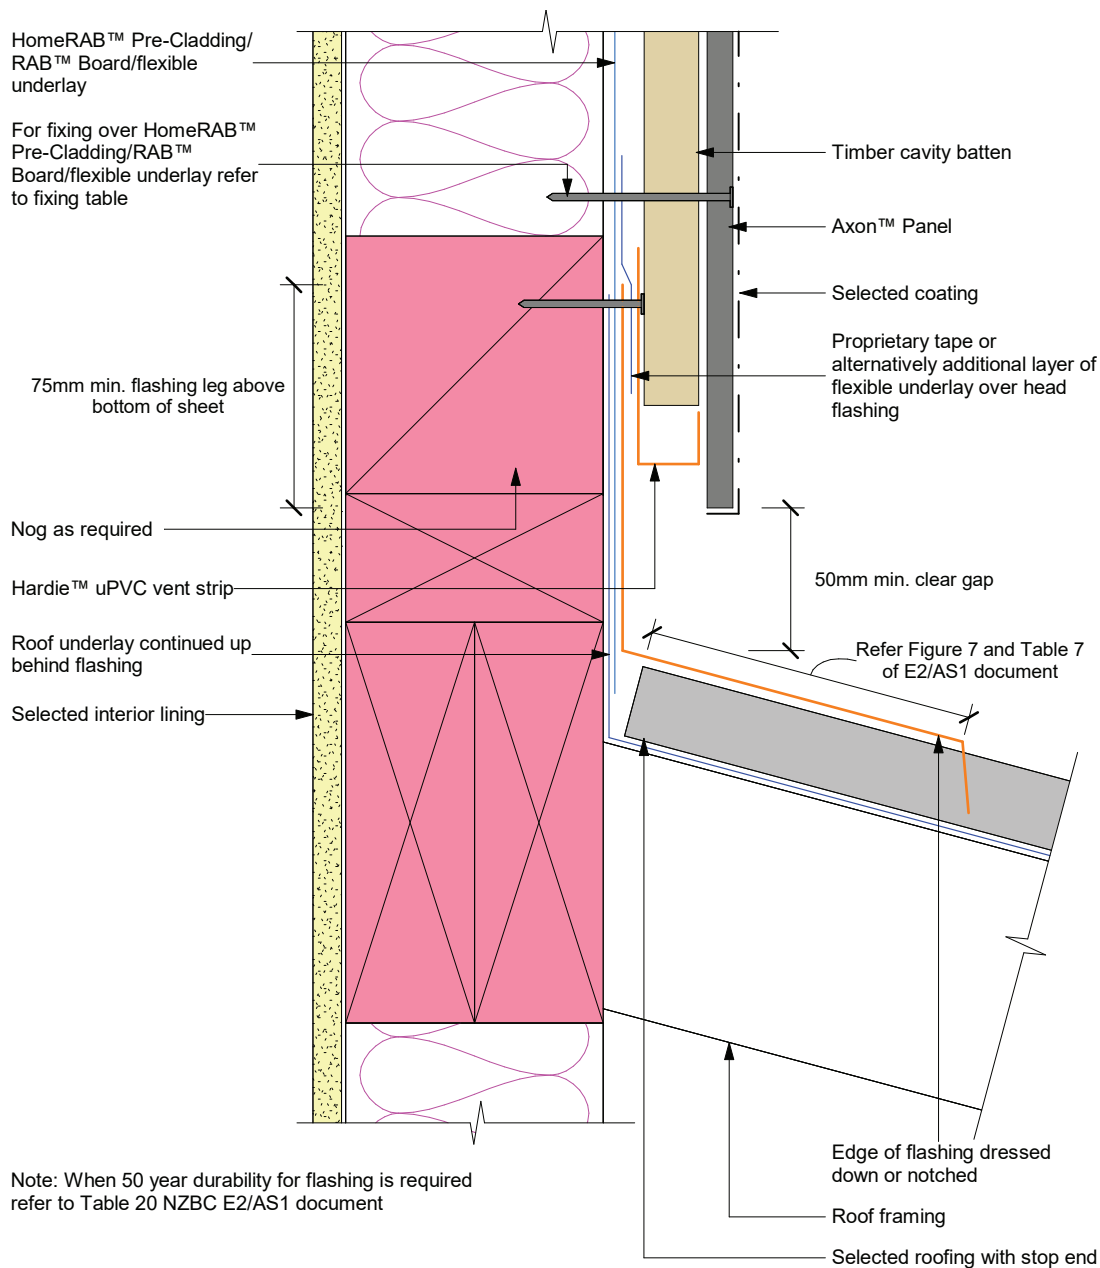 HomeRAB™ Pre-Cladding/
RAB™ Board/flexible
underlay
For fixing over HomeRAB™
Pre-Cladding/RAB™
Board/flexible underlay refer
to fixing table
75mm min. flashing leg above
bottom of sheet
Nog as required
Hardie™ uPVC vent strip
Roof underlay continued up
behind flashing
Selected interior lining
Timber cavity batten
Axon™ Panel
Selected coating
Proprietary tape or
alternatively additional layer of
flexible underlay over head
flashing
50mm min. clear gap
Refer Figure 7 and Table 7
of E2/AS1 document
Edge of flashing dressed
down or notched
Roof framing
Selected roofing with stop end
Note: When 50 year durability for flashing is required
refer to Table 20 NZBC E2/AS1 document